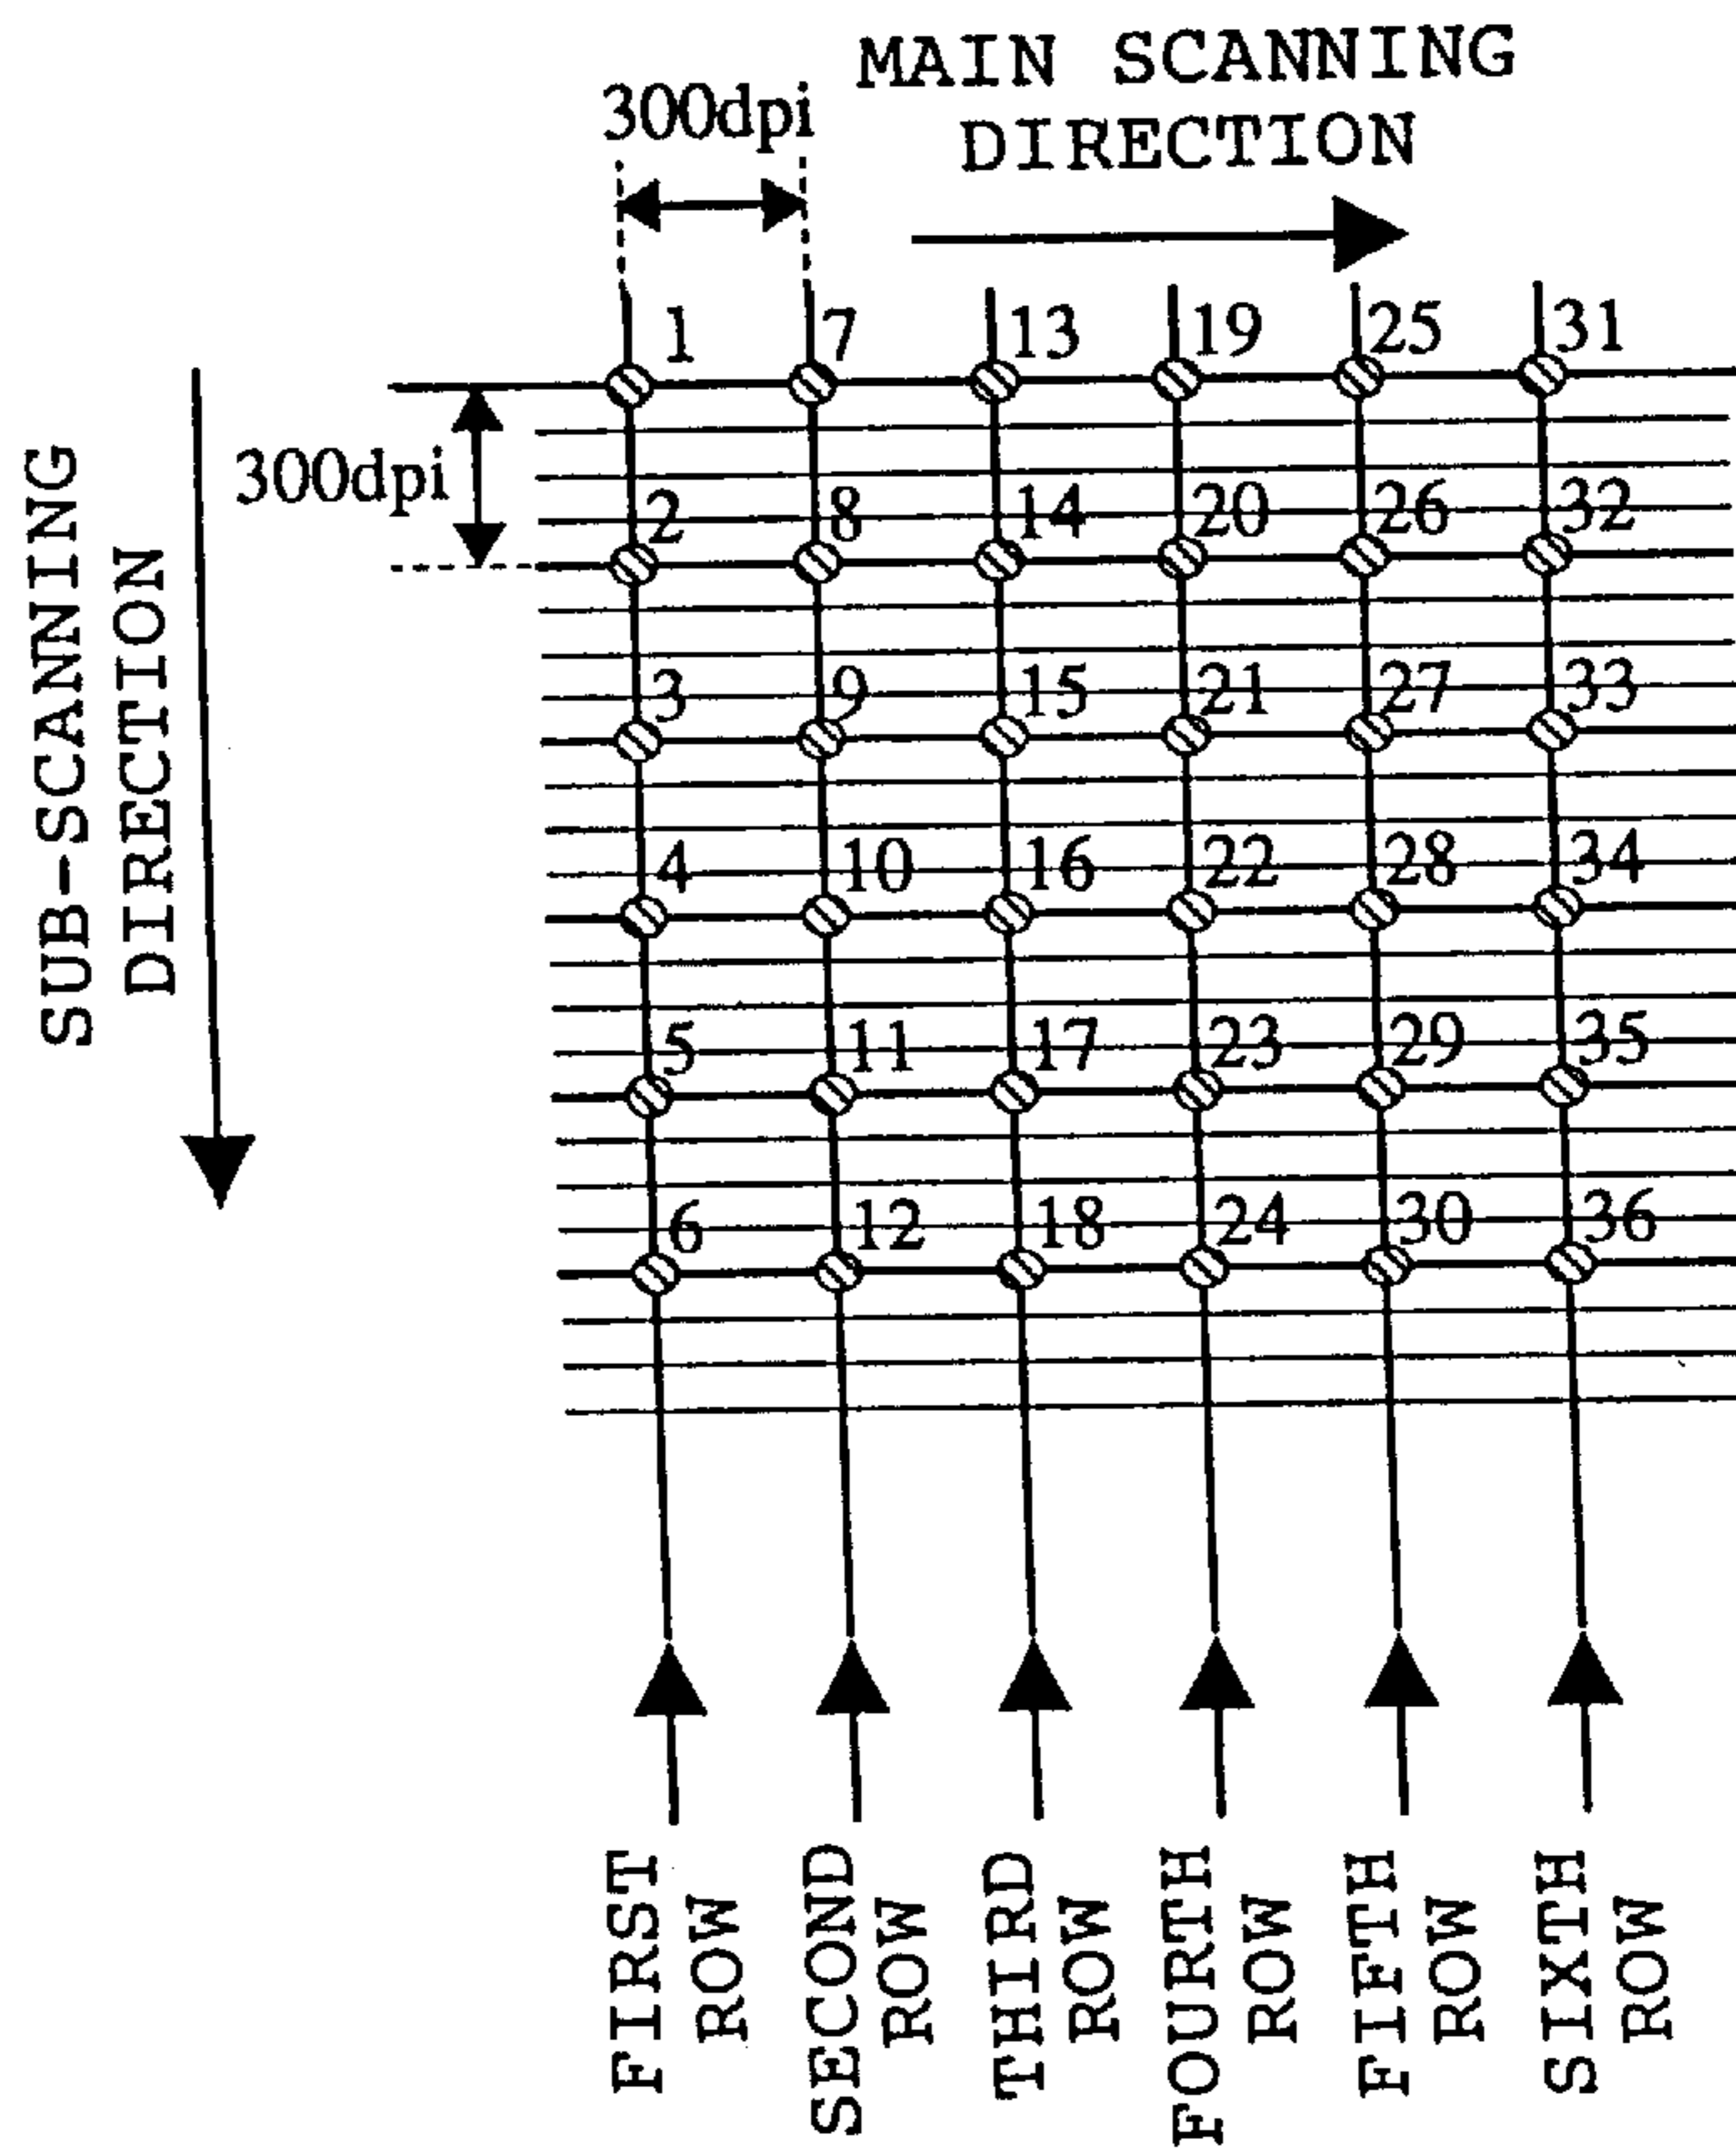 MAIN SCANNING
DIRECTION
300dpi
1 7 13 19 25 31
300dpi
2 8 14 20 26 32
3 9 15 21 27 33
4 10 16 22 28 34
5 11 17 23 29 35
6 12 18 24 30 36
SUB-SCANNING
DIRECTION
FIRST
ROW
SECOND
ROW
THIRD
ROW
FOURTH
ROW
FIFTH
ROW
SIXTH
ROW